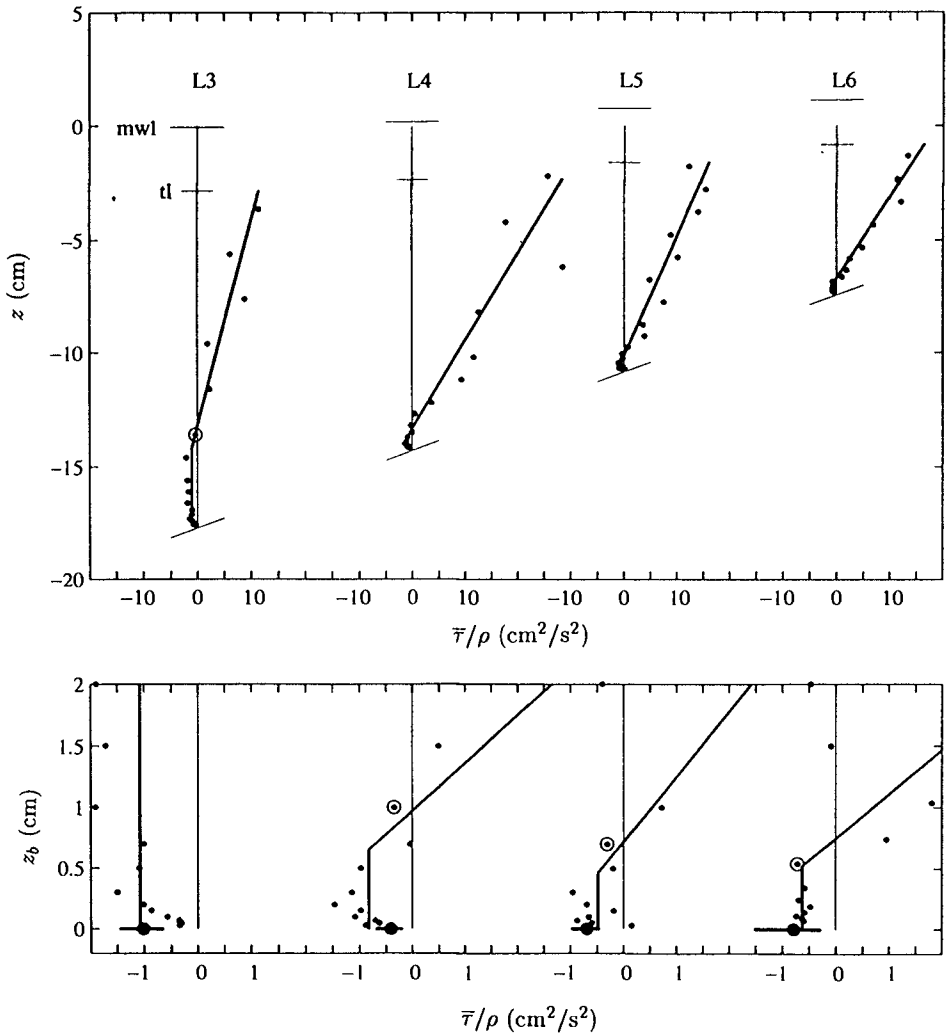 L3 L4 L5 L6
0
mwl
tl
−5
z (cm)
−10
−15
−20
−10 0 10 −10 0 10 −10 0 10 −10 0 10
τ̅/ρ (cm²/s²)
2
1.5
1
z_b (cm)
0.5
0
−1 0 1 −1 0 1 −1 0 1 −1 0 1
τ̅/ρ (cm²/s²)